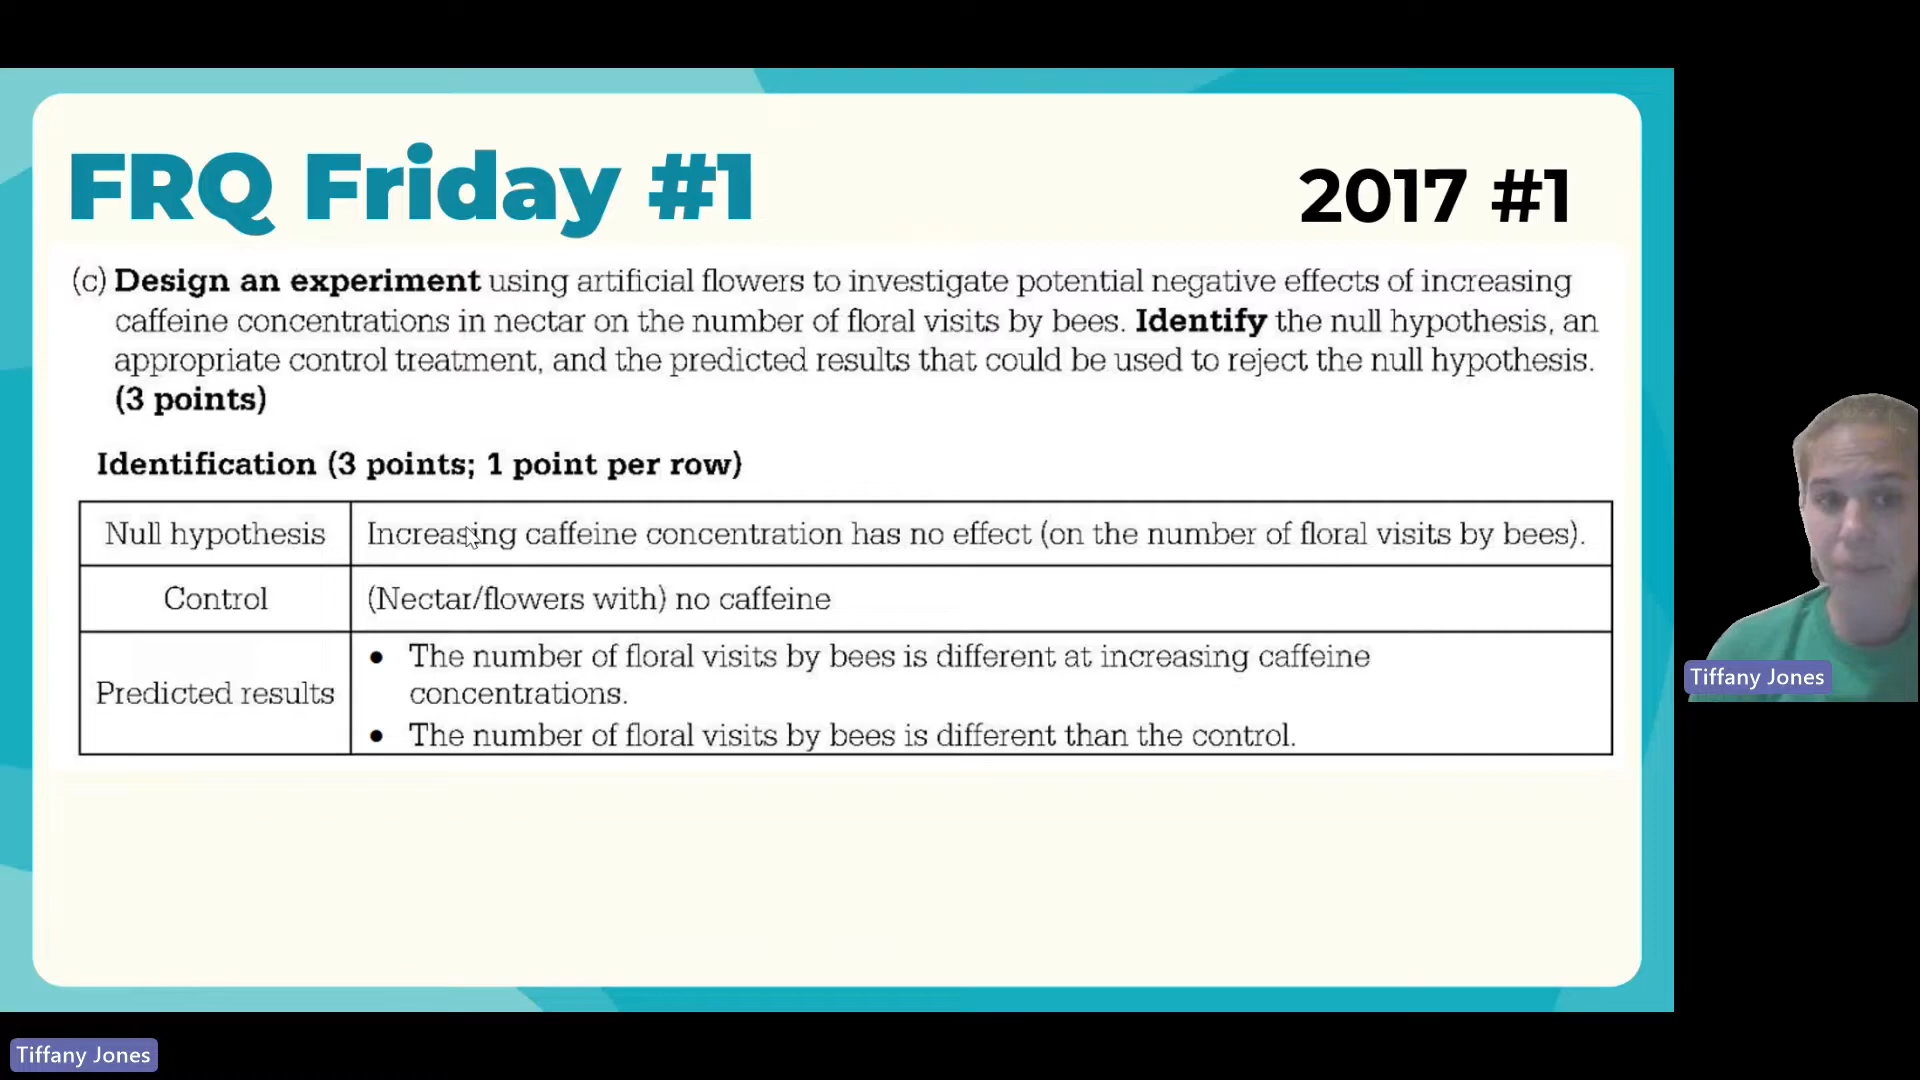 FRQ Friday #1
2017 #1
(c) Design an experiment using artificial flowers to investigate potential negative effects of increasing
caffeine concentrations in nectar on the number of floral visits by bees. Identify the null hypothesis, an
appropriate control treatment, and the predicted results that could be used to reject the null hypothesis.
(3 points)
Identification (3 points; 1 point per row)
Null hypothesis
Increasing caffeine concentration has no effect (on the number of floral visits by bees).
Control
(Nectar/flowers with) no caffeine
Predicted results
• The number of floral visits by bees is different at increasing caffeine
concentrations.
• The number of floral visits by bees is different than the control.
Tiffany Jones
Tiffany Jones